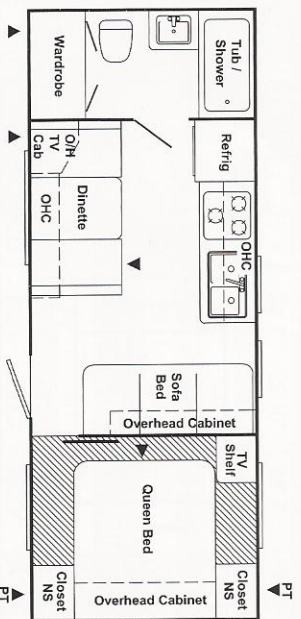 Wardrobe
Tub /
Shower
O/H
TV
Cab
Dinette
OHC
Refrig
OHC
Sofa
Bed
Overhead Cabinet
TV
Shelf
Queen Bed
Closet
NS
Overhead Cabinet
Closet
NS
PT
PT